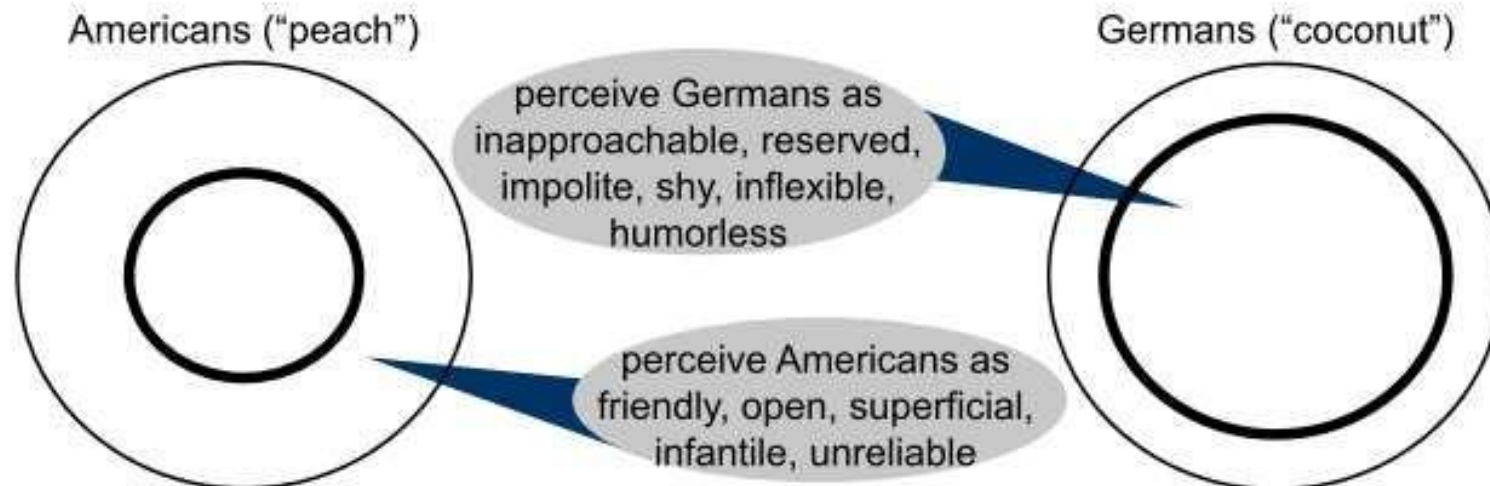 Americans (“peach”)
Germans (“coconut”)
perceive Germans as
inapproachable, reserved,
impolite, shy, inflexible,
humorless
perceive Americans as
friendly, open, superficial,
infantile, unreliable